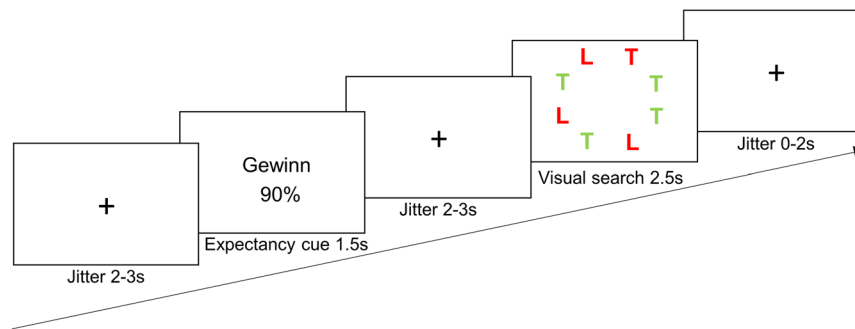 +
Jitter 2-3s
Gewinn
90%
Expectancy cue 1.5s
+
Jitter 2-3s
L T
T T
L T
T L
Visual search 2.5s
+
Jitter 0-2s